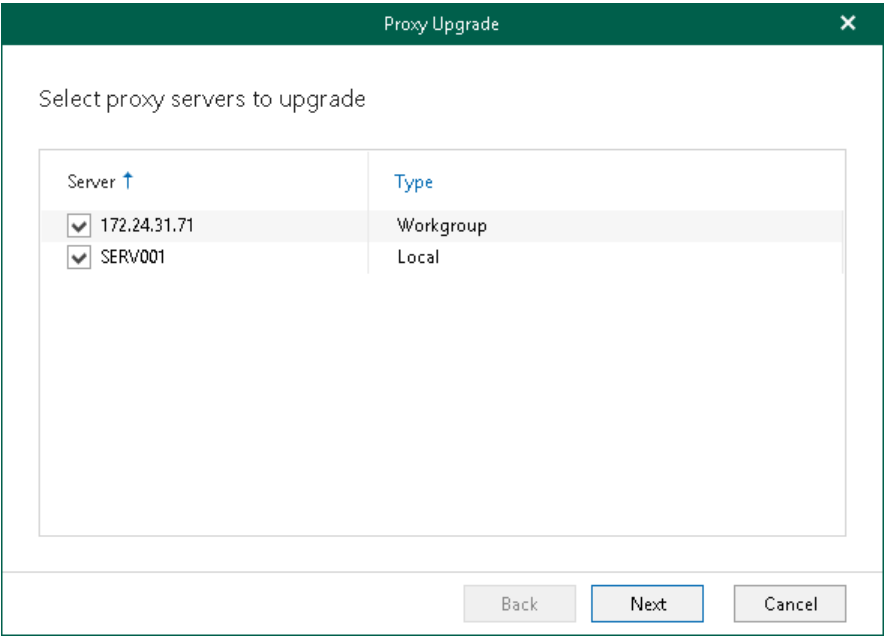 Proxy Upgrade
Select proxy servers to upgrade
Server Type
172.24.31.71 Workgroup
SERV001 Local
Back Next Cancel